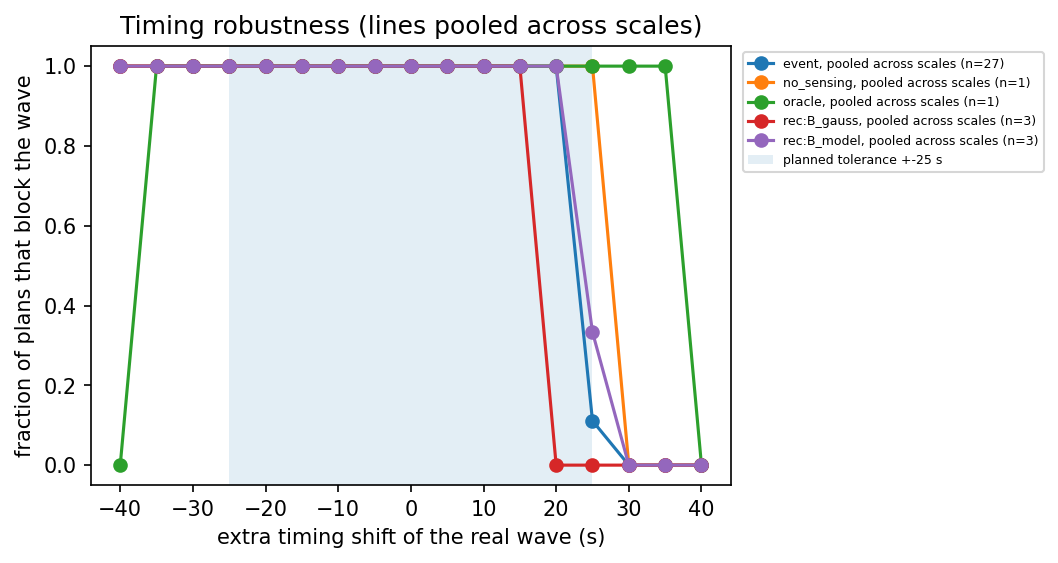 Timing robustness (lines pooled across scales)
fraction of plans that block the wave
1.0
0.8
0.6
0.4
0.2
0.0
−40 −30 −20 −10 0 10 20 30 40
extra timing shift of the real wave (s)
event, pooled across scales (n=27)
no_sensing, pooled across scales (n=1)
oracle, pooled across scales (n=1)
rec:B_gauss, pooled across scales (n=3)
rec:B_model, pooled across scales (n=3)
planned tolerance +-25 s